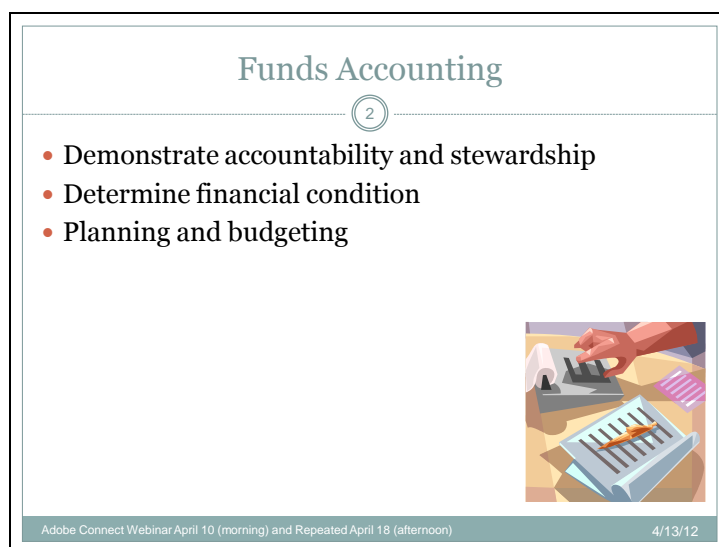 Funds Accounting
2
• Demonstrate accountability and stewardship
• Determine financial condition
• Planning and budgeting
Adobe Connect Webinar April 10 (morning) and Repeated April 18 (afternoon) 4/13/12